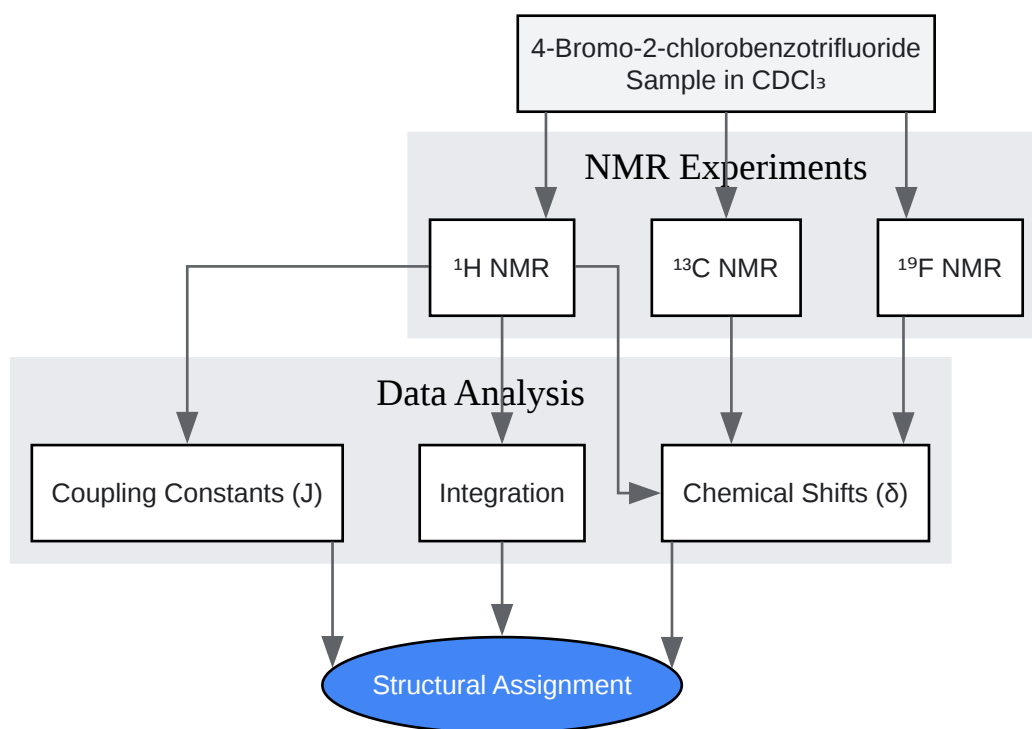 4-Bromo-2-chlorobenzotrifluoride
Sample in CDCl₃
NMR Experiments
¹H NMR
¹³C NMR
¹⁹F NMR
Data Analysis
Coupling Constants (J)
Integration
Chemical Shifts (δ)
Structural Assignment